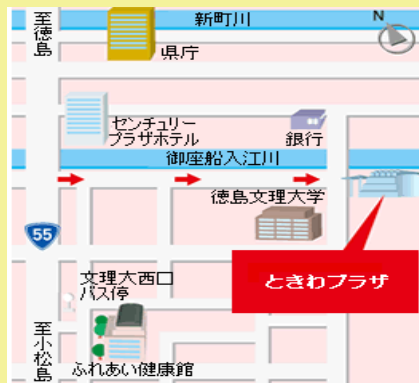 至徳島
新町川
N
県庁
センチュリー
プラザホテル
銀行
御座船入江川
徳島文理大学
55
ときわプラザ
文理大西口
バス停
至小松島
ふれあい健康館